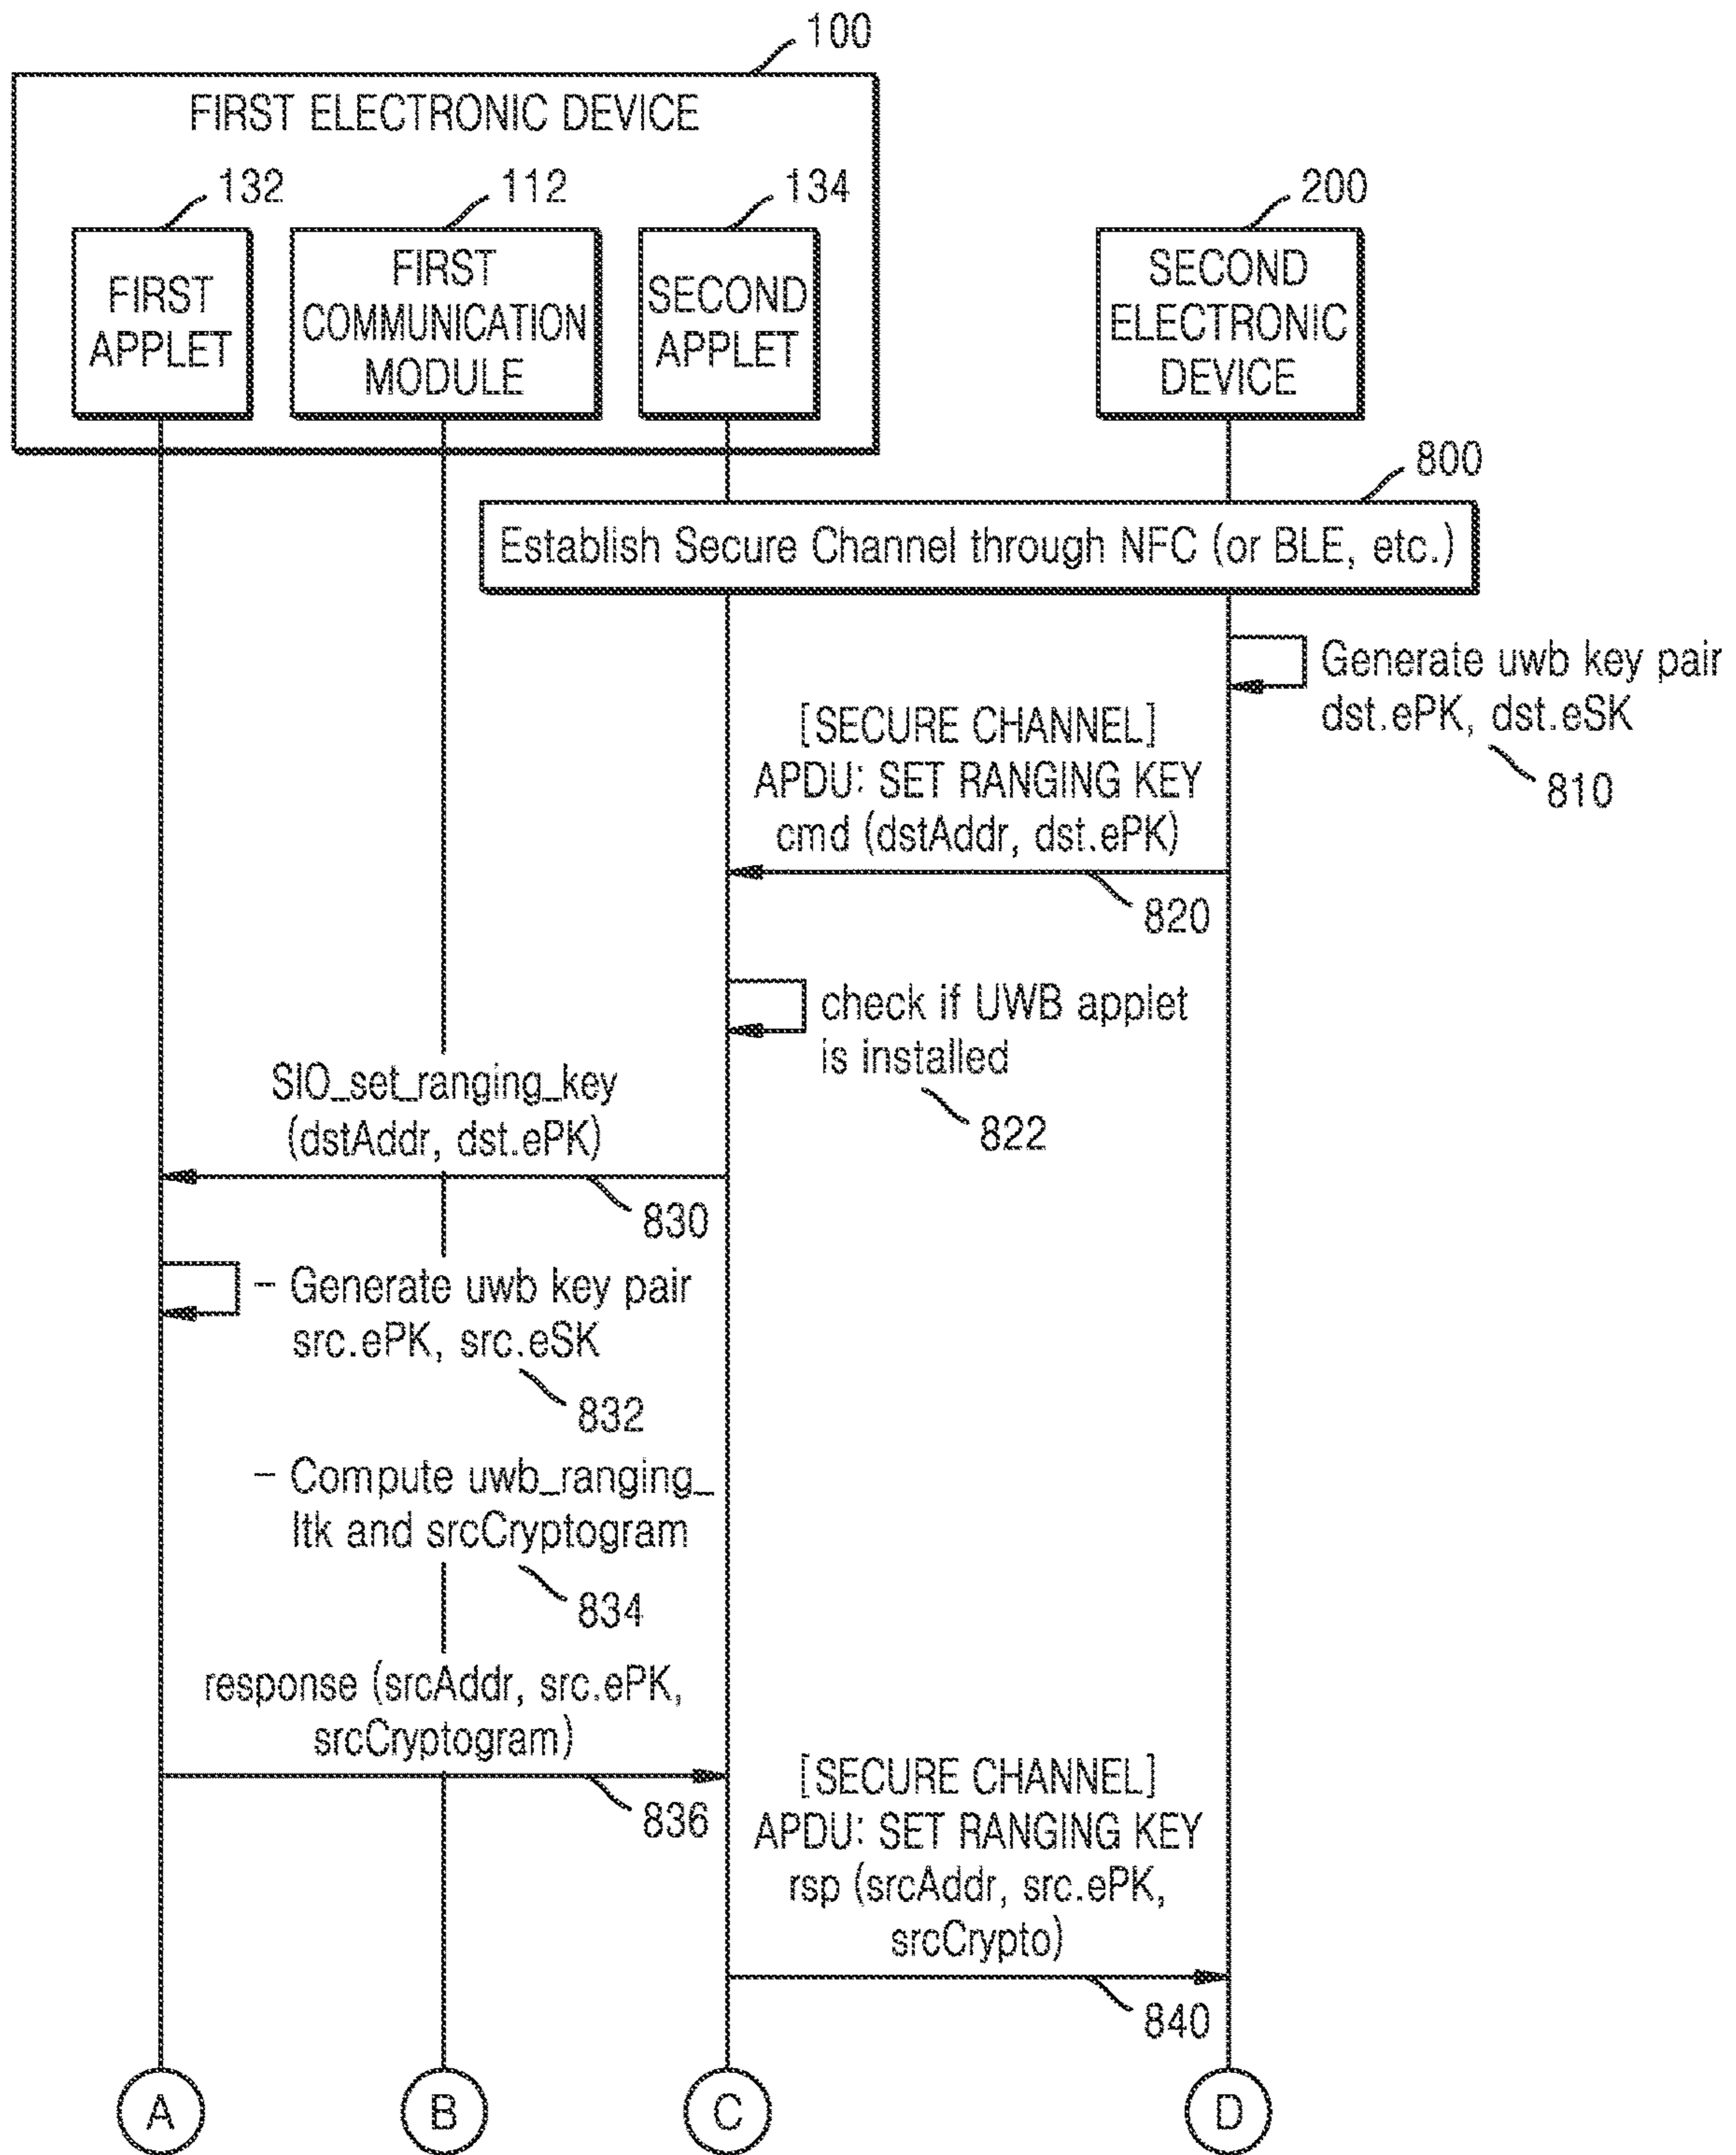 100
FIRST ELECTRONIC DEVICE
132
112
134
200
FIRST
APPLET
FIRST
COMMUNICATION
MODULE
SECOND
APPLET
SECOND
ELECTRONIC
DEVICE
800
Establish Secure Channel through NFC (or BLE, etc.)
Generate uwb key pair
dst.ePK, dst.eSK
810
[SECURE CHANNEL]
APDU: SET RANGING KEY
cmd (dstAddr, dst.ePK)
820
check if UWB applet
is installed
822
SIO_set_ranging_key
(dstAddr, dst.ePK)
830
- Generate uwb key pair
src.ePK, src.eSK
832
- Compute uwb_ranging_
ltk and srcCryptogram
834
response (srcAddr, src.ePK,
srcCryptogram)
836
[SECURE CHANNEL]
APDU: SET RANGING KEY
rsp (srcAddr, src.ePK,
srcCrypto)
840
A
B
C
D